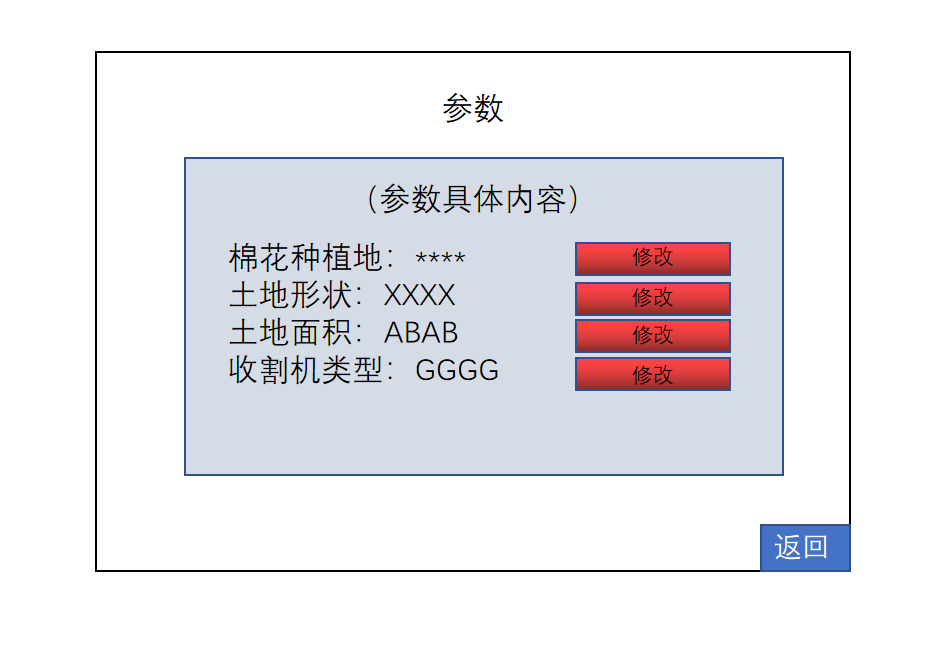 参数
（参数具体内容）
棉花种植地：**** 修改
土地形状：XXXX 修改
土地面积：ABAB 修改
收割机类型：GGGG 修改
返回